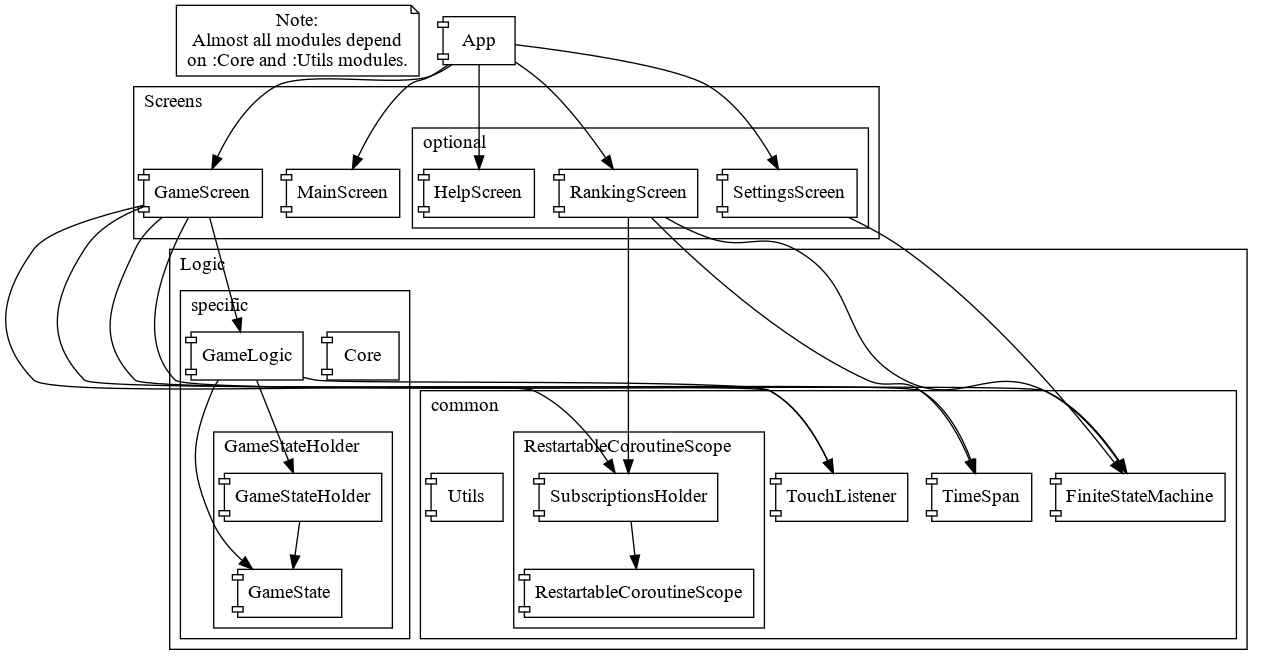 Note:
Almost all modules depend
on :Core and :Utils modules.
App
Screens
optional
GameScreen
MainScreen
HelpScreen
RankingScreen
SettingsScreen
Logic
specific
GameLogic
Core
common
GameStateHolder
RestartableCoroutineScope
GameStateHolder
Utils
SubscriptionsHolder
TouchListener
TimeSpan
FiniteStateMachine
GameState
RestartableCoroutineScope